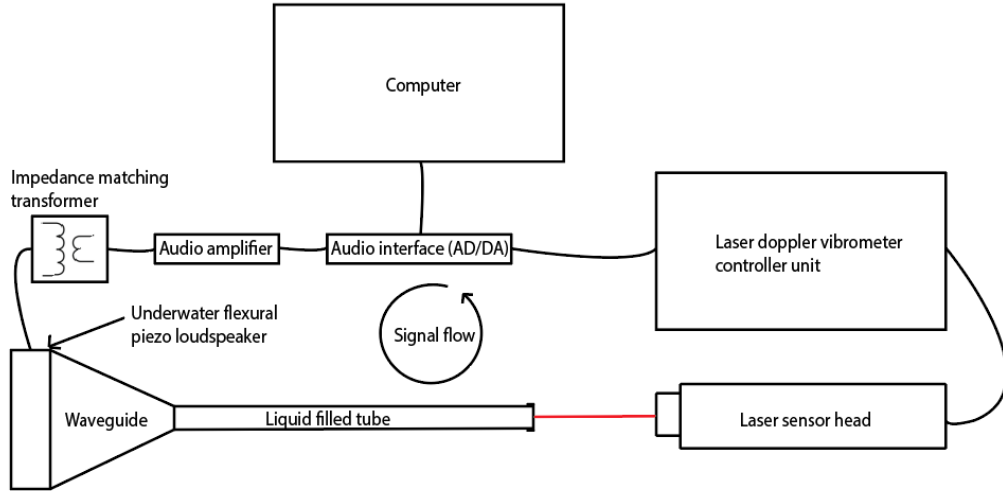 Computer
Impedance matching
transformer
Audio amplifier
Audio interface (AD/DA)
Laser doppler vibrometer
controller unit
Underwater flexural
piezo loudspeaker
Signal flow
Waveguide
Liquid filled tube
Laser sensor head